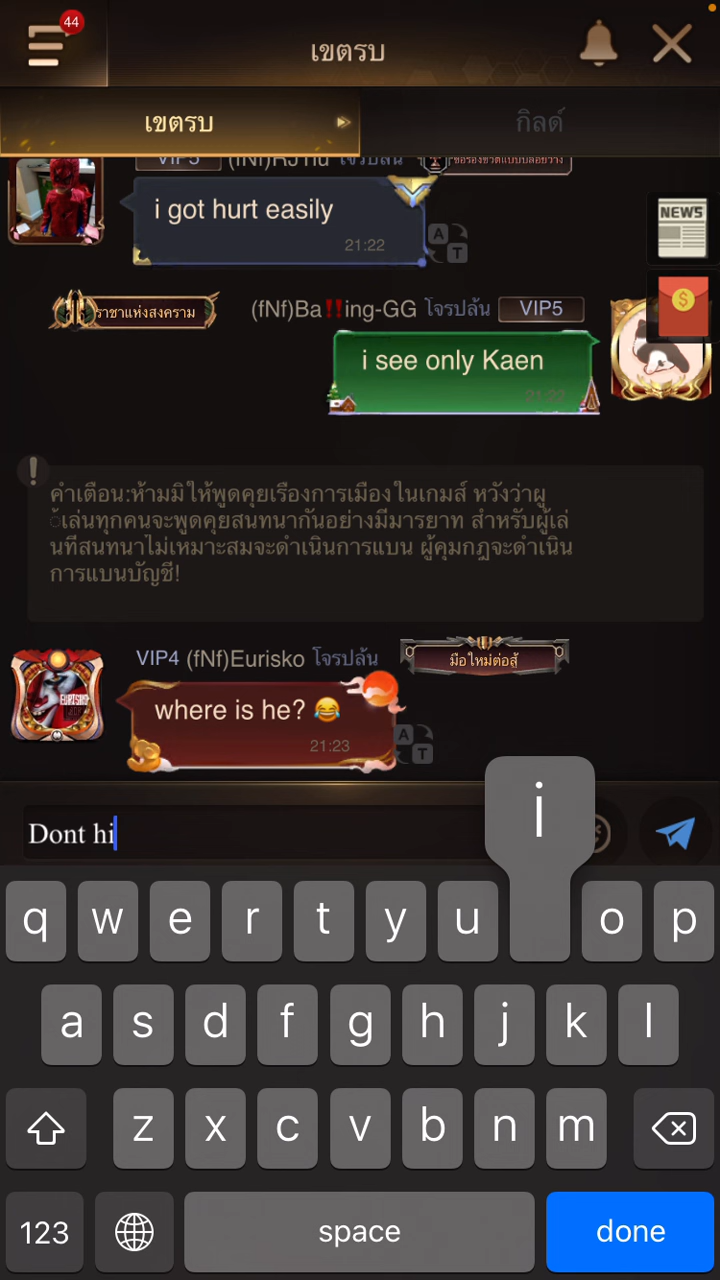 44
เขตรบ
เขตรบ
กิลด์
VIP5 (fNf)
i got hurt easily
21:22
A
T
NEWS
$
ราชาแห่งสงคราม (fNf)Ba‼️ing-GG โจรปล้น VIP5
i see only Kaen
21:22
!
คำเตือน:ห้ามมิให้พูดคุยเรื่องการเมืองในเกมส์ หวังว่าผู
้เล่นทุกคนจะพูดคุยสนทนากันอย่างมีมารยาท สำหรับผู้เล่
นที่สนทนาไม่เหมาะสมจะดำเนินการแบน ผู้คุมกฎจะดำเนิน
การแบนบัญชี!
VIP4 (fNf)Eurisko โจรปล้น มือใหม่ต่อสู้
EURISKO
where is he? 😂
21:23
A
T
Dont hi
i
q w e r t y u o p
a s d f g h j k l
z x c v b n m
123 space done